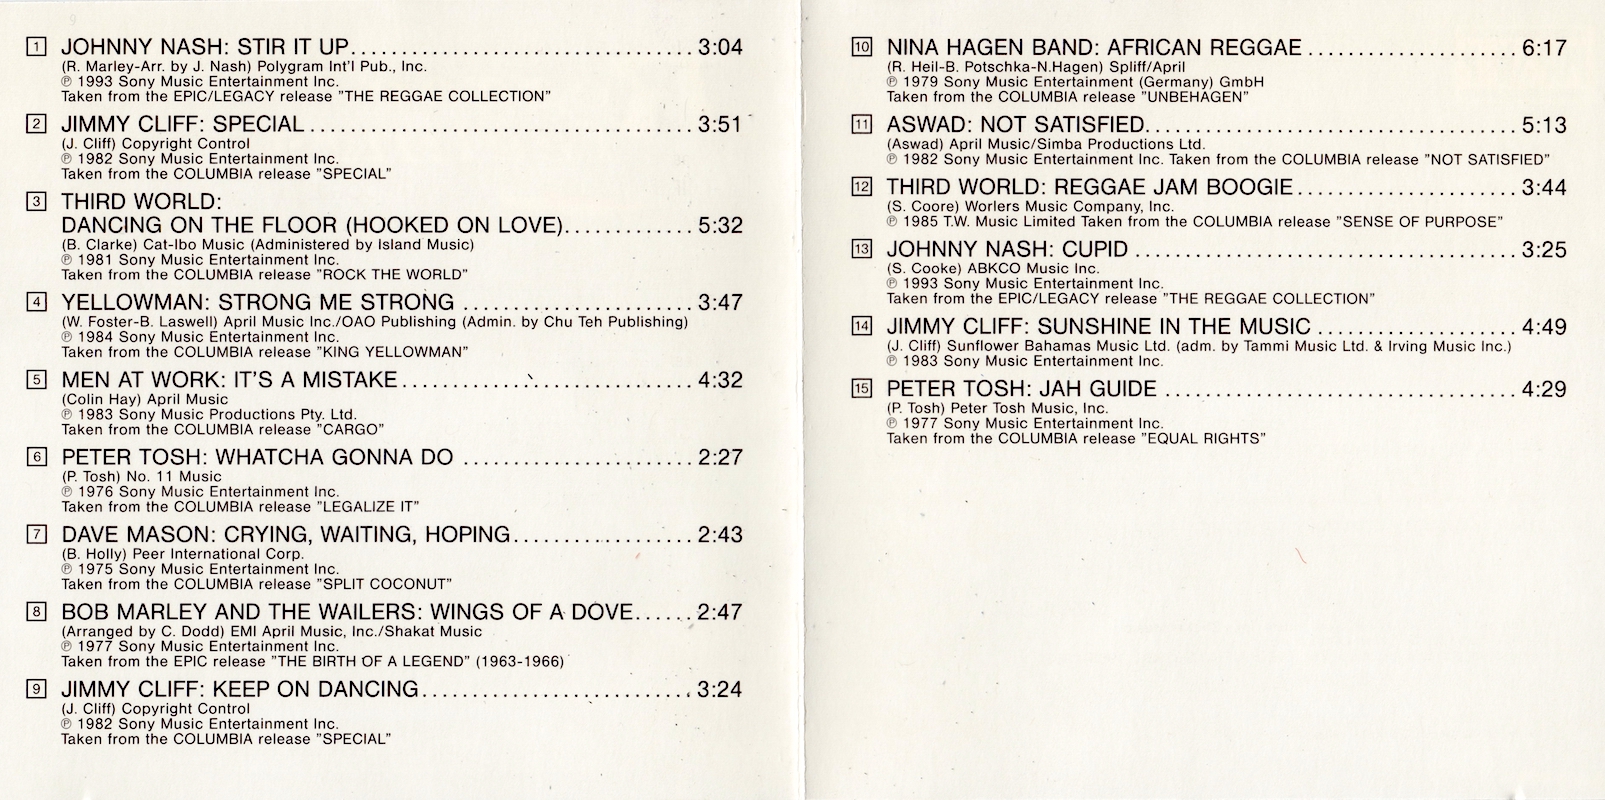 1 JOHNNY NASH: STIR IT UP................................3:04
(R. Marley-Arr. by J. Nash) Polygram Int'l Pub., Inc.
℗ 1993 Sony Music Entertainment Inc.
Taken from the EPIC/LEGACY release "THE REGGAE COLLECTION"
2 JIMMY CLIFF: SPECIAL....................................3:51
(J. Cliff) Copyright Control
℗ 1982 Sony Music Entertainment Inc.
Taken from the COLUMBIA release "SPECIAL"
3 THIRD WORLD:
DANCING ON THE FLOOR (HOOKED ON LOVE)............5:32
(B. Clarke) Cat-Ibo Music (Administered by Island Music)
℗ 1981 Sony Music Entertainment Inc.
Taken from the COLUMBIA release "ROCK THE WORLD"
4 YELLOWMAN: STRONG ME STRONG ......................3:47
(W. Foster-B. Laswell) April Music Inc./OAO Publishing (Admin. by Chu Teh Publishing)
℗ 1984 Sony Music Entertainment Inc.
Taken from the COLUMBIA release "KING YELLOWMAN"
5 MEN AT WORK: IT'S A MISTAKE...........................4:32
(Colin Hay) April Music
℗ 1983 Sony Music Productions Pty. Ltd.
Taken from the COLUMBIA release "CARGO"
6 PETER TOSH: WHATCHA GONNA DO ......................2:27
(P. Tosh) No. 11 Music
℗ 1976 Sony Music Entertainment Inc.
Taken from the COLUMBIA release "LEGALIZE IT"
7 DAVE MASON: CRYING, WAITING, HOPING.................2:43
(B. Holly) Peer International Corp.
℗ 1975 Sony Music Entertainment Inc.
Taken from the COLUMBIA release "SPLIT COCONUT"
8 BOB MARLEY AND THE WAILERS: WINGS OF A DOVE......2:47
(Arranged by C. Dodd) EMI April Music, Inc./Shakat Music
℗ 1977 Sony Music Entertainment Inc.
Taken from the EPIC release "THE BIRTH OF A LEGEND" (1963-1966)
9 JIMMY CLIFF: KEEP ON DANCING.........................3:24
(J. Cliff) Copyright Control
℗ 1982 Sony Music Entertainment Inc.
Taken from the COLUMBIA release "SPECIAL"
10 NINA HAGEN BAND: AFRICAN REGGAE ....................6:17
(R. Heil-B. Potschka-N.Hagen) Spliff/April
℗ 1979 Sony Music Entertainment (Germany) GmbH
Taken from the COLUMBIA release "UNBEHAGEN"
11 ASWAD: NOT SATISFIED...................................5:13
(Aswad) April Music/Simba Productions Ltd.
℗ 1982 Sony Music Entertainment Inc. Taken from the COLUMBIA release "NOT SATISFIED"
12 THIRD WORLD: REGGAE JAM BOOGIE.....................3:44
(S. Coore) Worlers Music Company, Inc.
℗ 1985 T.W. Music Limited Taken from the COLUMBIA release "SENSE OF PURPOSE"
13 JOHNNY NASH: CUPID ....................................3:25
(S. Cooke) ABKCO Music Inc.
℗ 1993 Sony Music Entertainment Inc.
Taken from the EPIC/LEGACY release "THE REGGAE COLLECTION"
14 JIMMY CLIFF: SUNSHINE IN THE MUSIC ...................4:49
(J. Cliff) Sunflower Bahamas Music Ltd. (adm. by Tammi Music Ltd. & Irving Music Inc.)
℗ 1983 Sony Music Entertainment Inc.
15 PETER TOSH: JAH GUIDE .................................4:29
(P. Tosh) Peter Tosh Music, Inc.
℗ 1977 Sony Music Entertainment Inc.
Taken from the COLUMBIA release "EQUAL RIGHTS"